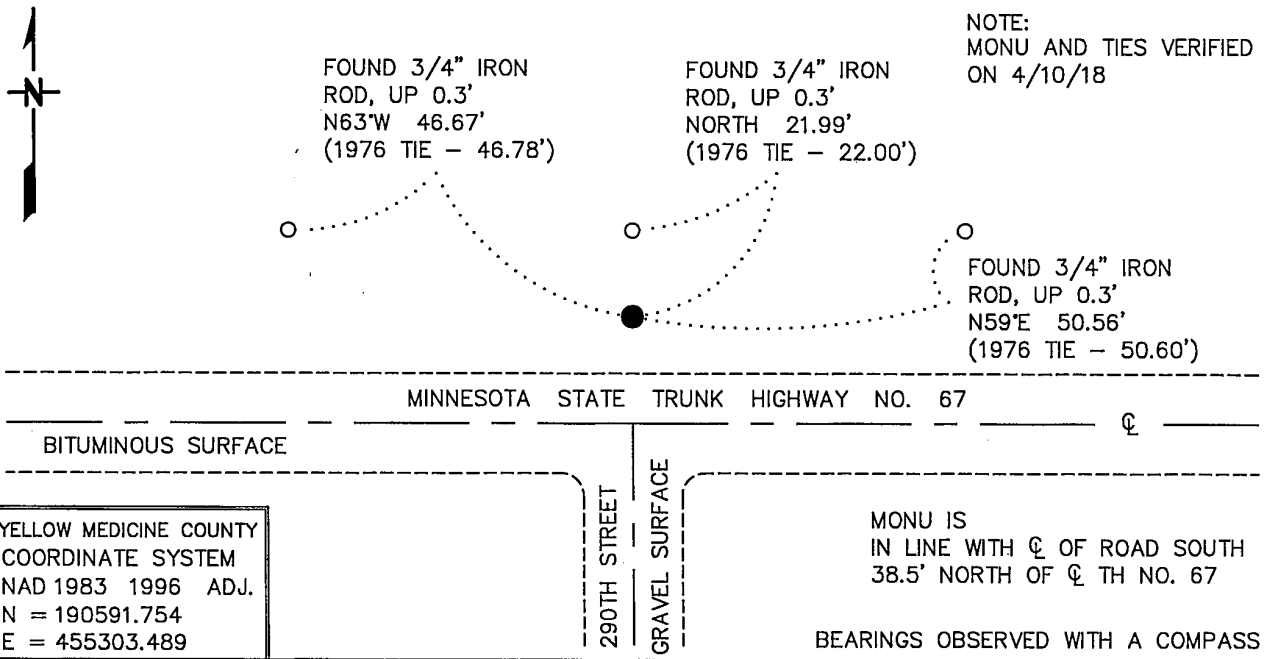 N
NOTE:
MONU AND TIES VERIFIED
ON 4/10/18
FOUND 3/4" IRON
ROD, UP 0.3'
N63°W 46.67'
(1976 TIE – 46.78')
FOUND 3/4" IRON
ROD, UP 0.3'
NORTH 21.99'
(1976 TIE – 22.00')
FOUND 3/4" IRON
ROD, UP 0.3'
N59°E 50.56'
(1976 TIE – 50.60')
MINNESOTA STATE TRUNK HIGHWAY NO. 67
℄
BITUMINOUS SURFACE
290TH STREET
GRAVEL SURFACE
YELLOW MEDICINE COUNTY
COORDINATE SYSTEM
NAD 1983 1996 ADJ.
N = 190591.754
E = 455303.489
MONU IS
IN LINE WITH ℄ OF ROAD SOUTH
38.5' NORTH OF ℄ TH NO. 67
BEARINGS OBSERVED WITH A COMPASS